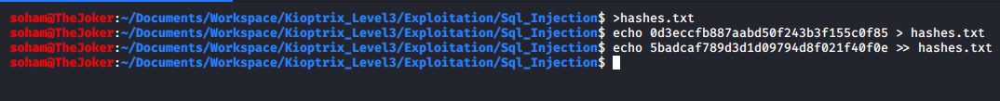 soham@TheJoker:~/Documents/Workspace/Kioptrix_Level3/Exploitation/Sql_Injection$ >hashes.txt
soham@TheJoker:~/Documents/Workspace/Kioptrix_Level3/Exploitation/Sql_Injection$ echo 0d3eccfb887aabd50f243b3f155c0f85 > hashes.txt
soham@TheJoker:~/Documents/Workspace/Kioptrix_Level3/Exploitation/Sql_Injection$ echo 5badcaf789d3d1d09794d8f021f40f0e >> hashes.txt
soham@TheJoker:~/Documents/Workspace/Kioptrix_Level3/Exploitation/Sql_Injection$